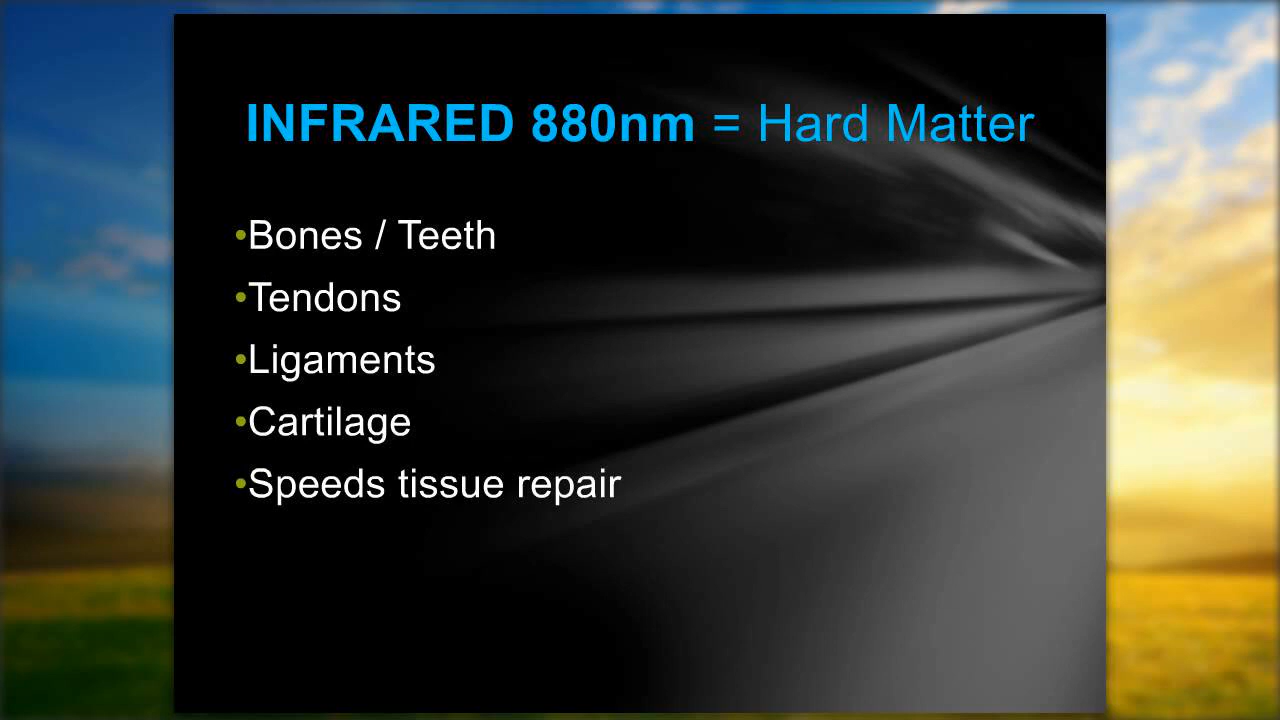 INFRARED 880nm = Hard Matter
•Bones / Teeth
•Tendons
•Ligaments
•Cartilage
•Speeds tissue repair